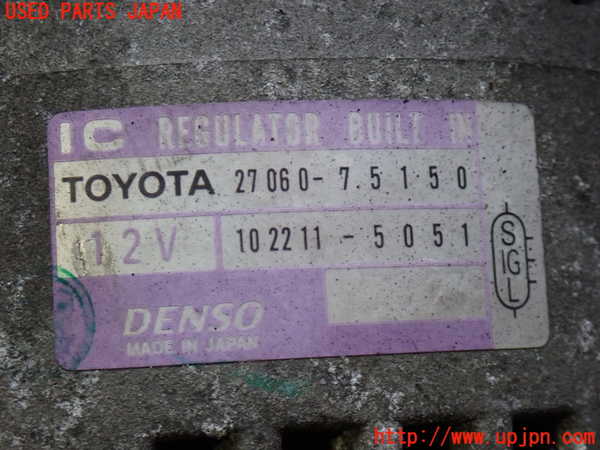 USED PARTS JAPAN
IC REGULATOR BUILT IN
TOYOTA 27060-75150
12V 102211-5051
S
IG
L
DENSO
MADE IN JAPAN
http://www.upjpn.com/